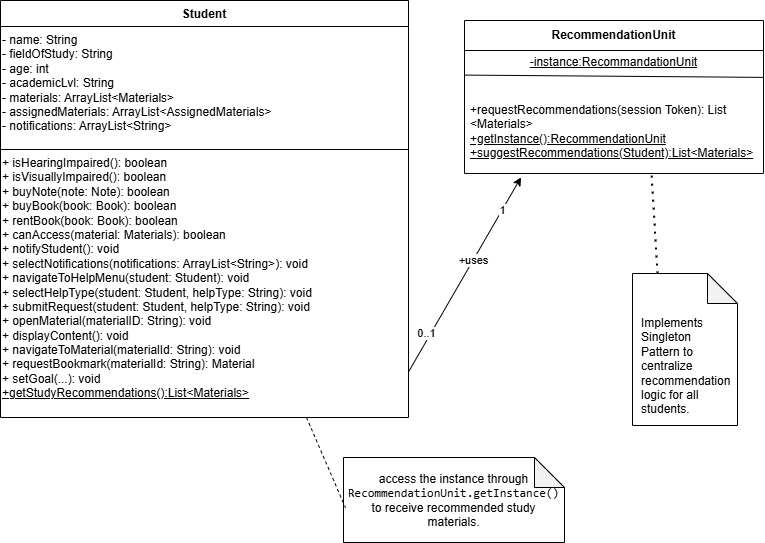 Student
- name: String
- fieldOfStudy: String
- age: int
- academicLvl: String
- materials: ArrayList<Materials>
- assignedMaterials: ArrayList<AssignedMaterials>
- notifications: ArrayList<String>
+ isHearingImpaired(): boolean
+ isVisuallyImpaired(): boolean
+ buyNote(note: Note): boolean
+ buyBook(book: Book): boolean
+ rentBook(book: Book): boolean
+ canAccess(material: Materials): boolean
+ notifyStudent(): void
+ selectNotifications(notifications: ArrayList<String>): void
+ navigateToHelpMenu(student: Student): void
+ selectHelpType(student: Student, helpType: String): void
+ submitRequest(student: Student, helpType: String): void
+ openMaterial(materialID: String): void
+ displayContent(): void
+ navigateToMaterial(materialId: String): void
+ requestBookmark(materialId: String): Material
+ setGoal(...): void
+getStudyRecommendations():List<Materials>
RecommendationUnit
-instance:RecommandationUnit
+requestRecommendations(session Token): List
<Materials>
+getInstance():RecommendationUnit
+suggestRecommendations(Student):List<Materials>
1
+uses
0..1
Implements
Singleton
Pattern to
centralize
recommendation
logic for all
students.
access the instance through
RecommendationUnit.getInstance()
to receive recommended study
materials.